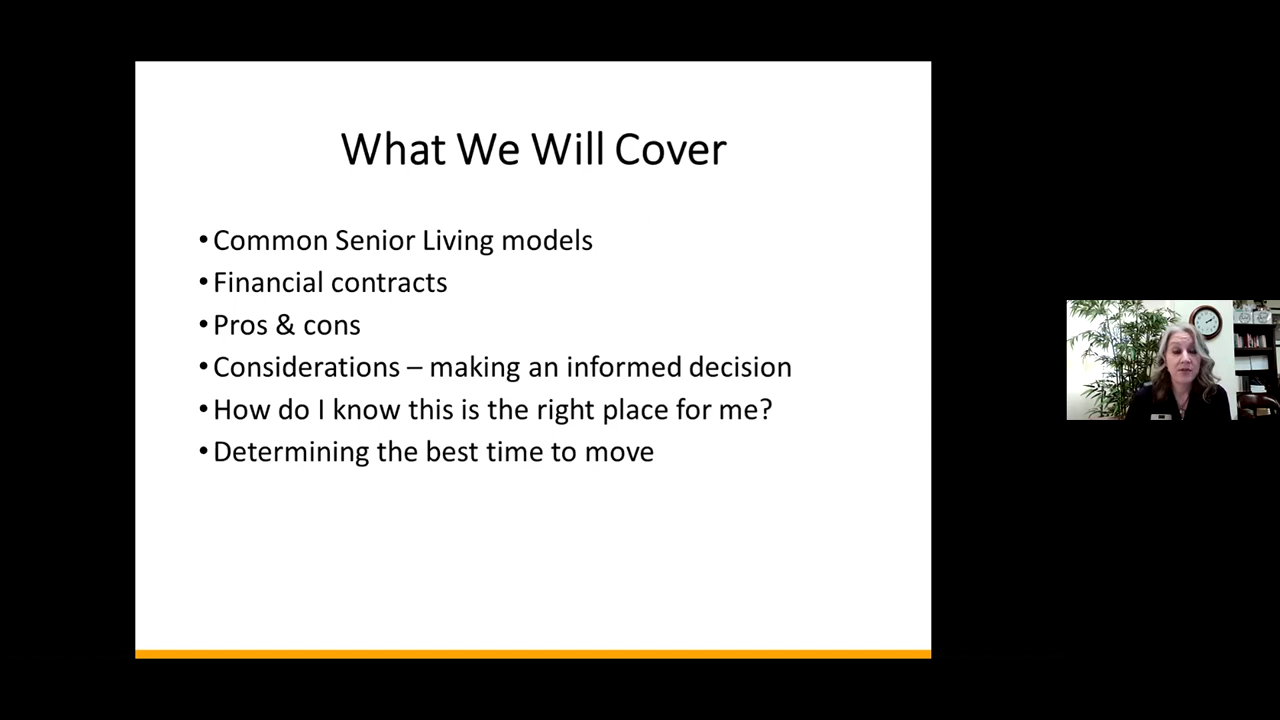 What We Will Cover
•Common Senior Living models
•Financial contracts
•Pros & cons
•Considerations – making an informed decision
•How do I know this is the right place for me?
•Determining the best time to move